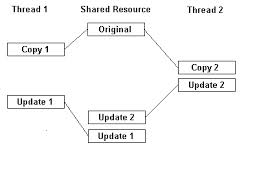 Thread 1 Shared Resource Thread 2
Original
Copy 1
Copy 2
Update 2
Update 1
Update 2
Update 1